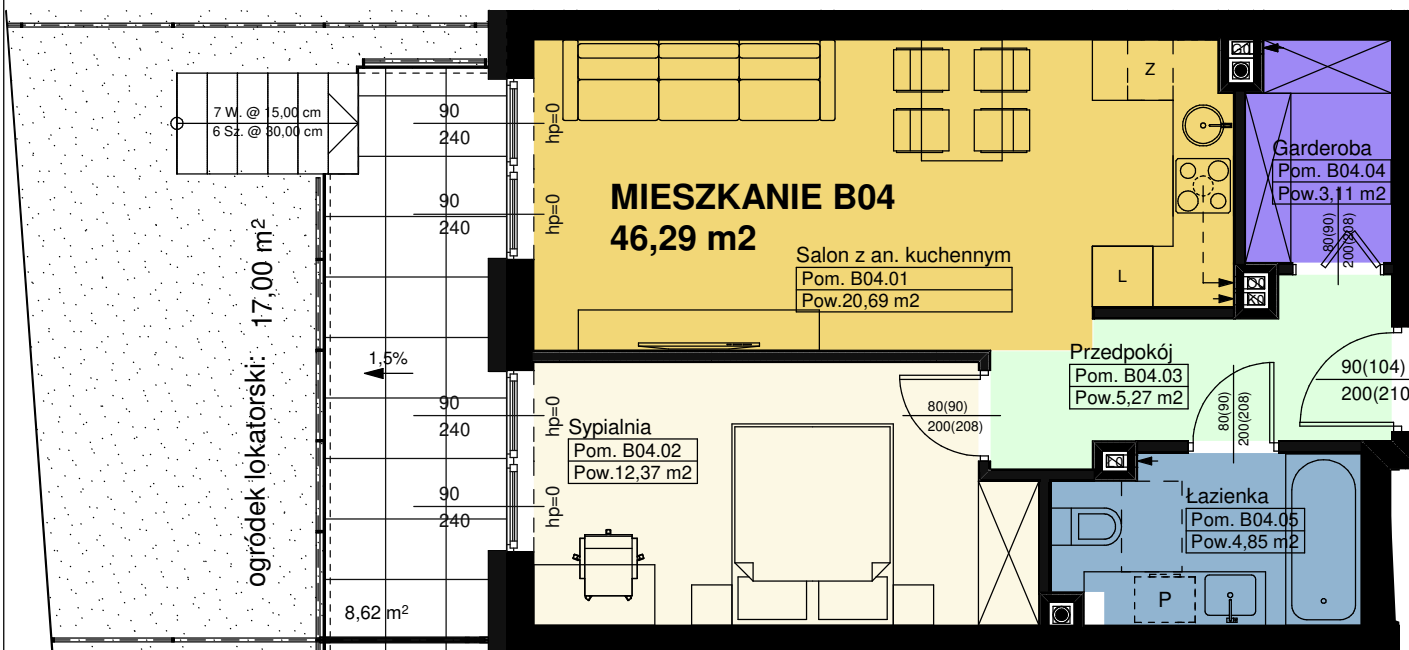 7 W. @ 15,00 cm
6 Sz. @ 30,00 cm
90
240
hp=0
90
240
hp=0
MIESZKANIE B04
46,29 m2
Salon z an. kuchennym
Pom. B04.01
Pow.20,69 m2
Z
L
Garderoba
Pom. B04.04
Pow.3,11 m2
80(90)
200(208)
ogródek lokatorski: 17,00 m²
1,5%
90
240
hp=0
90
240
hp=0
8,62 m²
Sypialnia
Pom. B04.02
Pow.12,37 m2
80(90)
200(208)
Przedpokój
Pom. B04.03
Pow.5,27 m2
80(90)
200(208)
90(104)
200(210
Łazienka
Pom. B04.05
Pow.4,85 m2
P